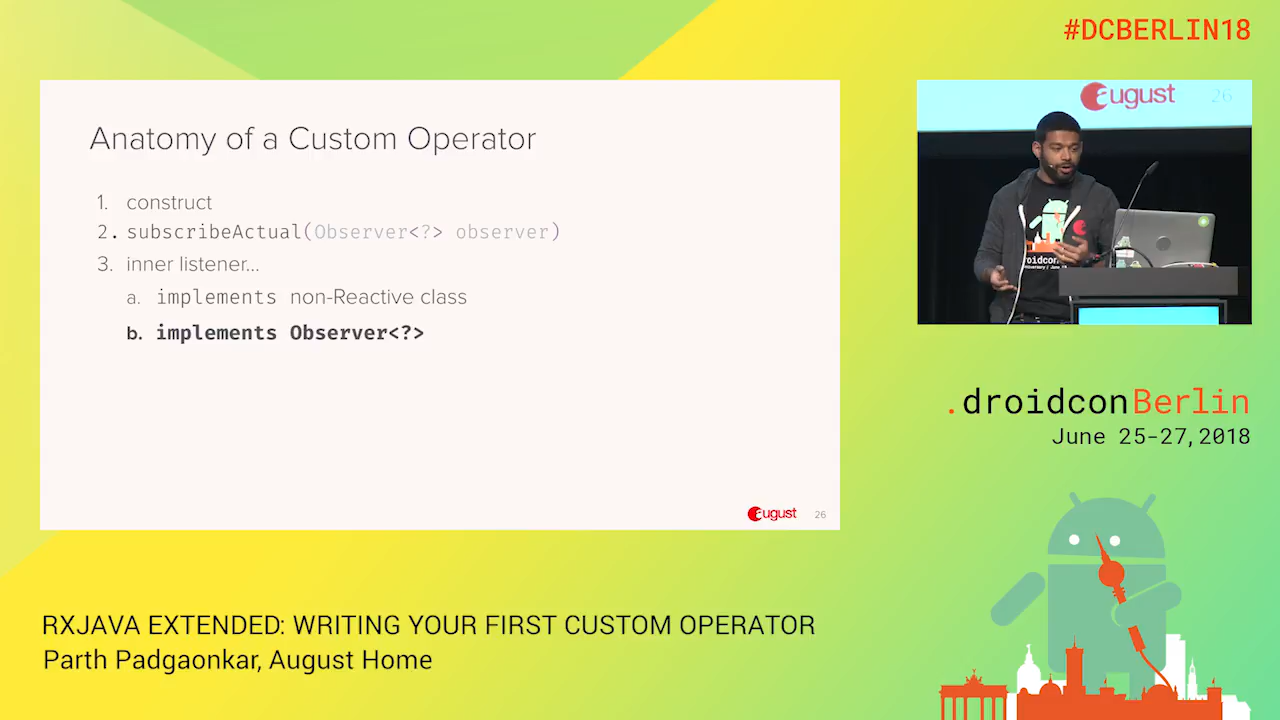 #DCBERLIN18
Anatomy of a Custom Operator
1. construct
2. subscribeActual(Observer<?> observer)
3. inner listener...
a. implements non-Reactive class
b. implements Observer<?>
august 26
august 26
.droidconBerlin
June 25-27,2018
RXJAVA EXTENDED: WRITING YOUR FIRST CUSTOM OPERATOR
Parth Padgaonkar, August Home